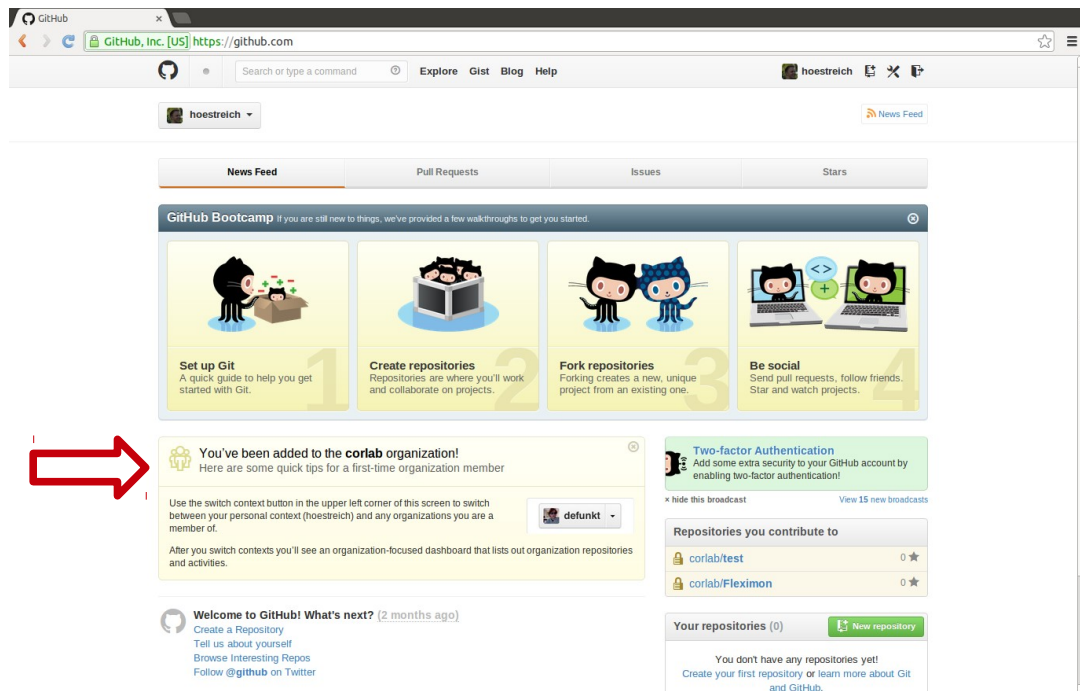 GitHub
GitHub, Inc. [US] https://github.com
Search or type a command
Explore Gist Blog Help
hoestreich
hoestreich
News Feed
News Feed
Pull Requests
Issues
Stars
GitHub Bootcamp If you are still new to things, we've provided a few walkthroughs to get you started.
1
Set up Git
A quick guide to help you get
started with Git.
2
Create repositories
Repositories are where you'll work
and collaborate on projects.
3
Fork repositories
Forking creates a new, unique
project from an existing one.
4
Be social
Send pull requests, follow friends.
Star and watch projects.
You've been added to the corlab organization!
Here are some quick tips for a first-time organization member
Use the switch context button in the upper left corner of this screen to switch
between your personal context (hoestreich) and any organizations you are a
member of.
defunkt
After you switch contexts you'll see an organization-focused dashboard that lists out organization repositories
and activities.
Welcome to GitHub! What's next? (2 months ago)
Create a Repository
Tell us about yourself
Browse Interesting Repos
Follow @github on Twitter
Two-factor Authentication
Add some extra security to your GitHub account by
enabling two-factor authentication!
× hide this broadcast
View 15 new broadcasts
Repositories you contribute to
corlab/test 0
corlab/Fleximon 0
Your repositories (0)
New repository
You don't have any repositories yet!
Create your first repository or learn more about Git
and GitHub.